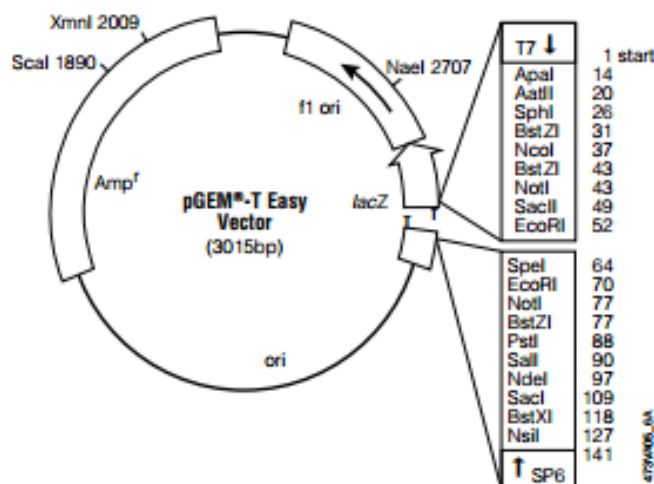 XmnI 2009
ScaI 1890
NaeI 2707
f1 ori
Ampʳ
pGEM®-T Easy
Vector
(3015bp)
lacZ
T T
ori
T7 ↓
1 start
ApaI 14
AatII 20
SphI 26
BstZI 31
NcoI 37
BstZI 43
NotI 43
SacII 49
EcoRI 52
SpeI 64
EcoRI 70
NotI 77
BstZI 77
PstI 88
SalI 90
NdeI 97
SacI 109
BstXI 118
NsiI 127
141
↑ SP6